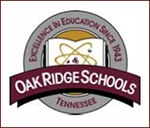 EXCELLENCE IN EDUCATION SINCE 1943
OAK RIDGE SCHOOLS
TENNESSEE